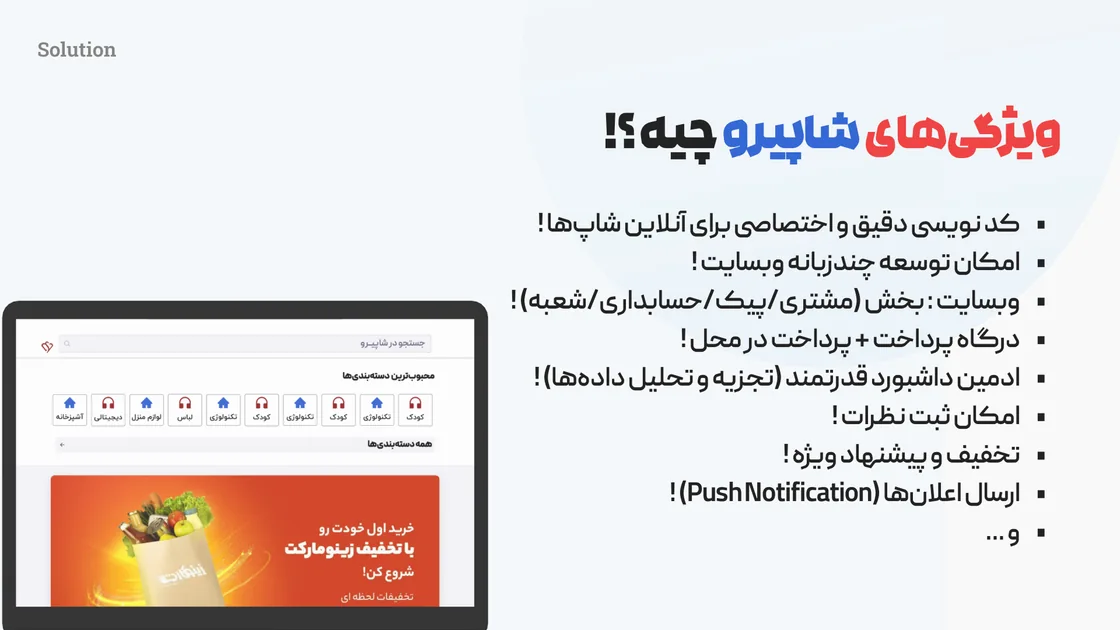 Solution
ویژگی‌های شاپیرو چیه؟!
▪ کد نویسی دقیق و اختصاصی برای آنلاین شاپ‌ها!
▪ امکان توسعه چندزبانه وبسایت!
▪ وبسایت : بخش (مشتری/پیک/حسابداری/شعبه)!
▪ درگاه پرداخت + پرداخت در محل!
▪ ادمین داشبورد قدرتمند (تجزیه و تحلیل داده‌ها)!
▪ امکان ثبت نظرات!
▪ تخفیف و پیشنهاد ویژه!
▪ ارسال اعلان‌ها (Push Notification)!
▪ و ...
جستجو در شاپیرو
محبوب‌ترین دسته‌بندی‌ها
کودک تکنولوژی کودک تکنولوژی کودک تکنولوژی لباس لوازم منزل دیجیتالی آشپزخانه
همه دسته‌بندی‌ها
خرید اول خودت رو
با تخفیف زینومارکت
شروع کن!
تخفیفات لحظه ای